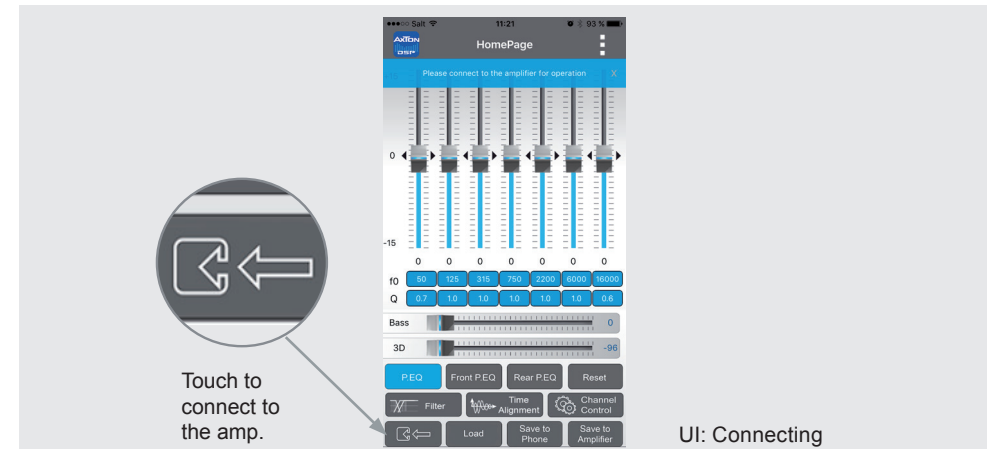 Salt 11:21 93 %
AXTON
DSP
HomePage
Please connect to the amplifier for operation X
0
-15
0 0 0 0 0 0 0
f0 50 125 315 750 2200 6000 16000
Q 0.7 1.0 1.0 1.0 1.0 1.0 0.6
Bass 0
3D -96
P.EQ Front P.EQ Rear P.EQ Reset
Filter Time Alignment Channel Control
Load Save to Phone Save to Amplifier
Touch to
connect to
the amp.
UI: Connecting